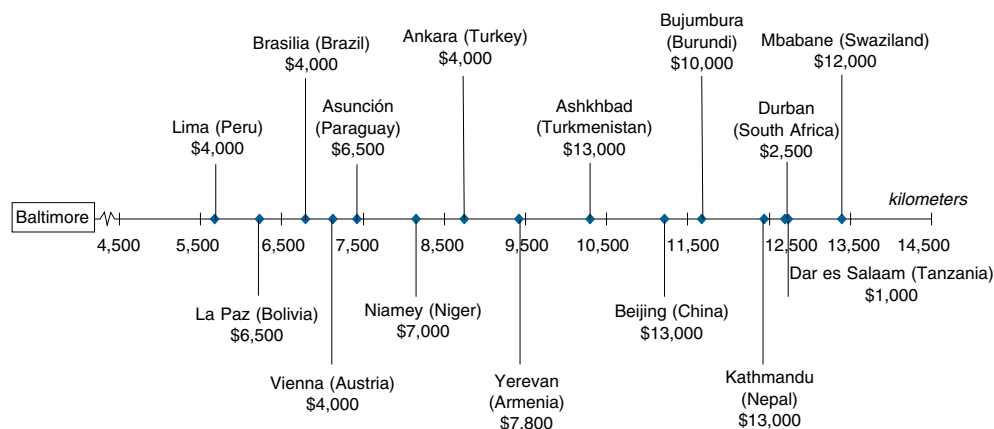 Bujumbura
(Burundi)
$10,000
Ankara (Turkey)
$4,000
Mbabane (Swaziland)
$12,000
Brasilia (Brazil)
$4,000
Asunción
(Paraguay)
$6,500
Ashkhbad
(Turkmenistan)
$13,000
Durban
(South Africa)
$2,500
Lima (Peru)
$4,000
kilometers
Baltimore
4,500 5,500 6,500 7,500 8,500 9,500 10,500 11,500 12,500 13,500 14,500
Dar es Salaam (Tanzania)
$1,000
La Paz (Bolivia)
$6,500
Niamey (Niger)
$7,000
Beijing (China)
$13,000
Vienna (Austria)
$4,000
Yerevan
(Armenia)
$7,800
Kathmandu
(Nepal)
$13,000